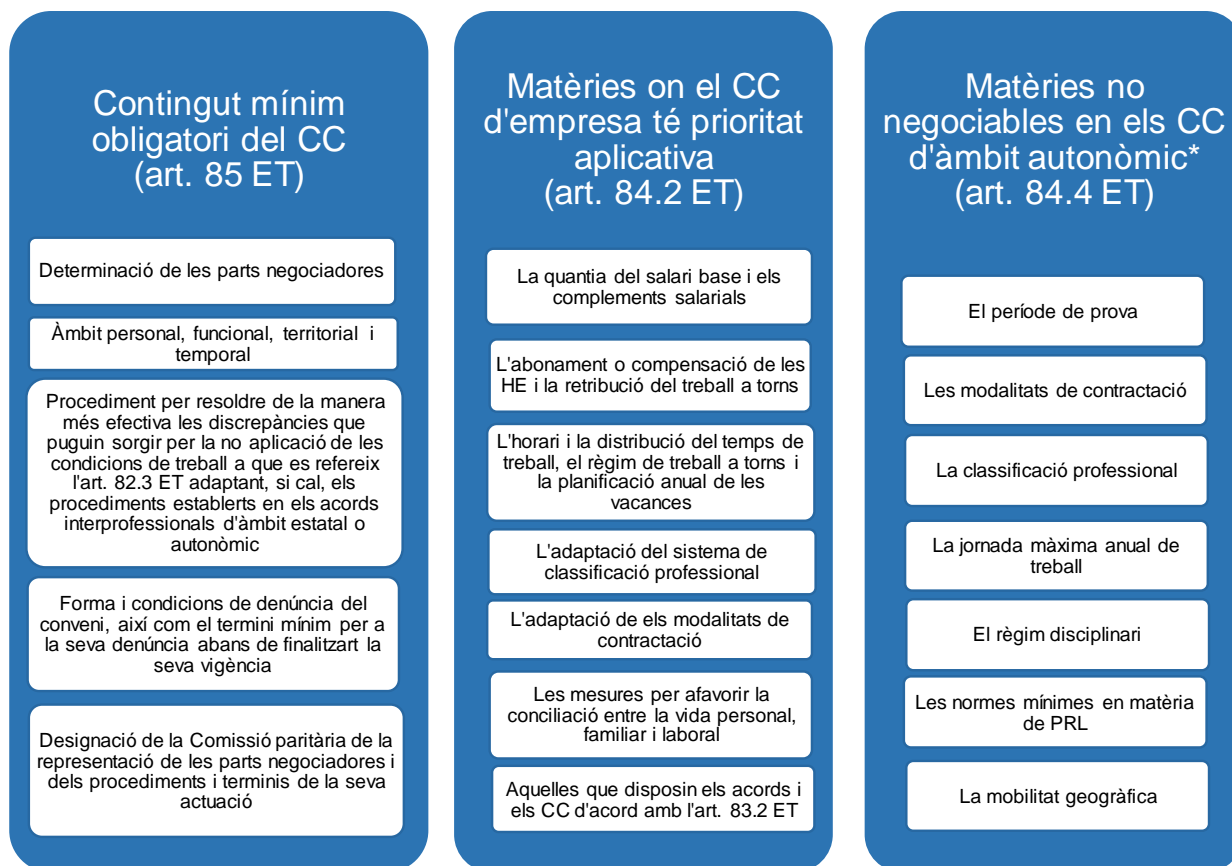 Contingut mínim
obligatori del CC
(art. 85 ET)
Determinació de les parts negociadores
Àmbit personal, funcional, territorial i
temporal
Procediment per resoldre de la manera
més efectiva les discrepàncies que
puguin sorgir per la no aplicació de les
condicions de treball a que es refereix
l'art. 82.3 ET adaptant, si cal, els
procediments establerts en els acords
interprofessionals d'àmbit estatal o
autonòmic
Forma i condicions de denúncia del
conveni, així com el termini mínim per a
la seva denúncia abans de finalitzart la
seva vigència
Designació de la Comissió paritària de la
representació de les parts negociadores i
dels procediments i terminis de la seva
actuació
Matèries on el CC
d'empresa té prioritat
aplicativa
(art. 84.2 ET)
La quantia del salari base i els
complements salarials
L'abonament o compensació de les
HE i la retribució del treball a torns
L'horari i la distribució del temps de
treball, el règim de treball a torns i
la planificació anual de les
vacances
L'adaptació del sistema de
classificació professional
L'adaptació de els modalitats de
contractació
Les mesures per afavorir la
conciliació entre la vida personal,
familiar i laboral
Aquelles que disposin els acords i
els CC d'acord amb l'art. 83.2 ET
Matèries no
negociables en els CC
d'àmbit autonòmic*
(art. 84.4 ET)
El període de prova
Les modalitats de contractació
La classificació professional
La jornada màxima anual de
treball
El règim disciplinari
Les normes mínimes en matèria
de PRL
La mobilitat geogràfica